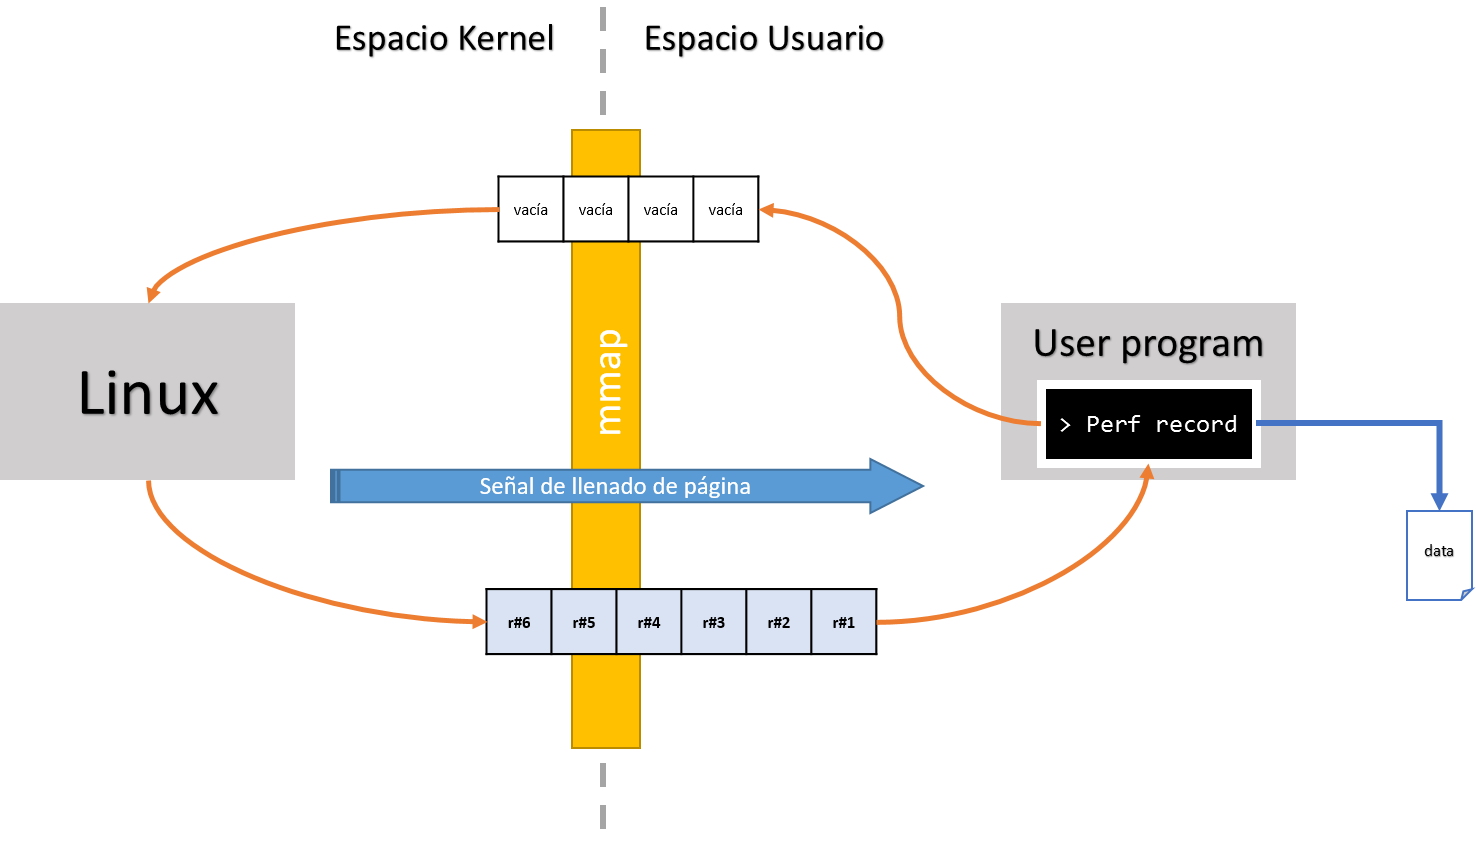 Espacio Kernel
Espacio Usuario
vacía
vacía
vacía
vacía
mmap
Linux
User program
> Perf record
Señal de llenado de página
data
r#6
r#5
r#4
r#3
r#2
r#1